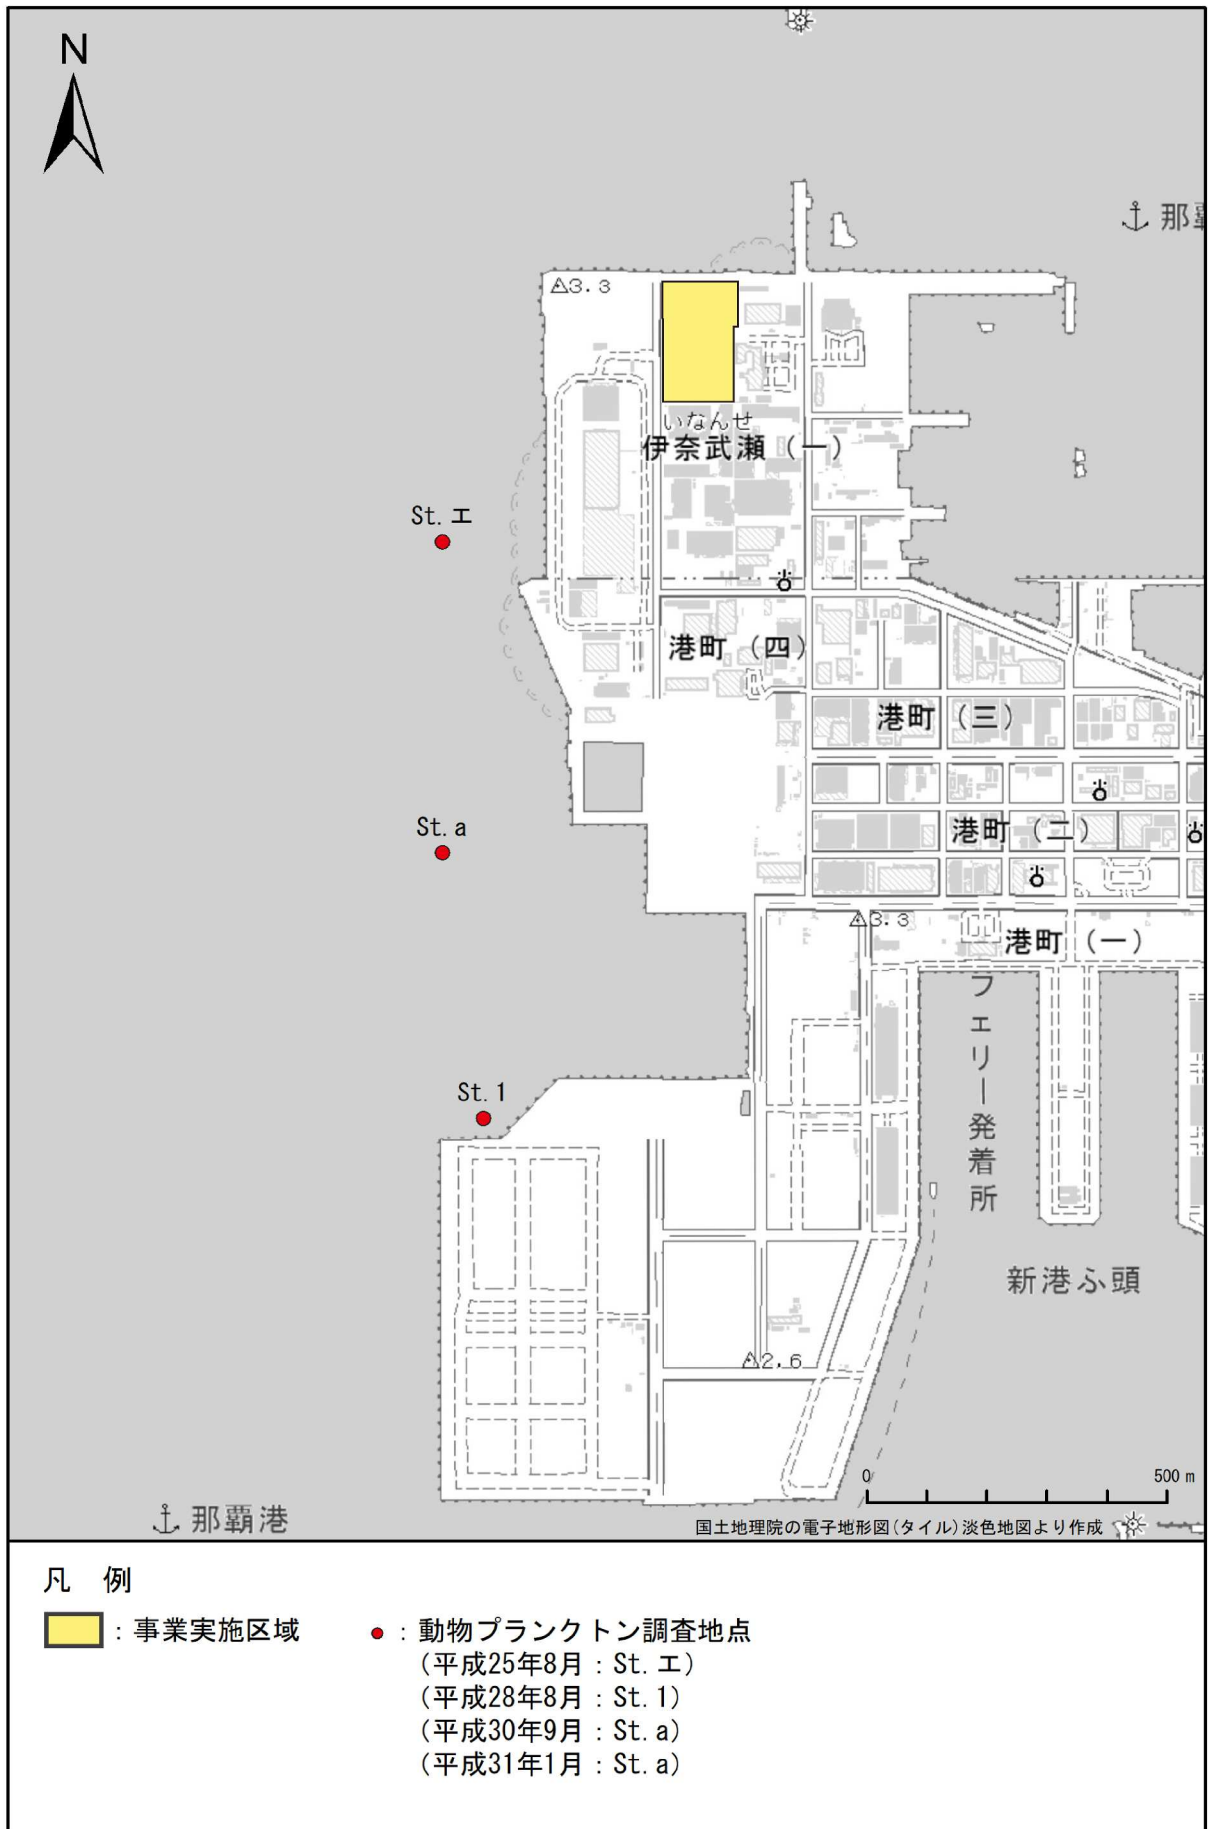 N
⚓ 那覇
3.3
いなんせ
伊奈武瀬(一)
St.エ
港町(四)
港町(三)
St.a
港町(二)
3.3
港町(一)
フェリー発着所
St.1
新港ふ頭
2.6
0 500 m
那覇港
国土地理院の電子地形図(タイル)淡色地図より作成
凡 例
:事業実施区域
:動物プランクトン調査地点
(平成25年8月:St.エ)
(平成28年8月:St.1)
(平成30年9月:St.a)
(平成31年1月:St.a)